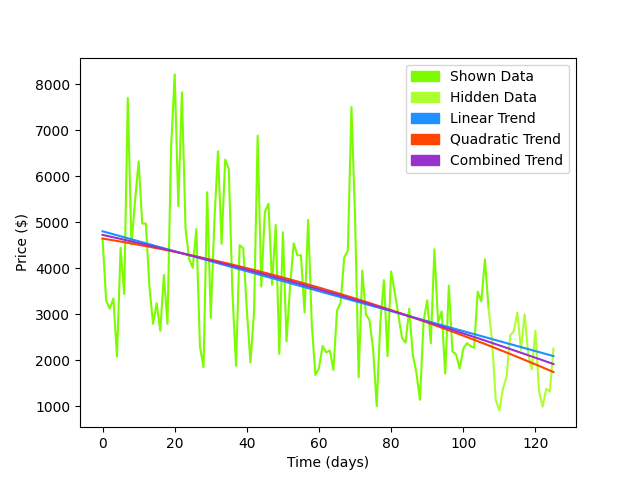 8000
7000
6000
5000
4000
3000
2000
1000
Price ($)
0
20
40
60
80
100
120
Time (days)
Shown Data
Hidden Data
Linear Trend
Quadratic Trend
Combined Trend